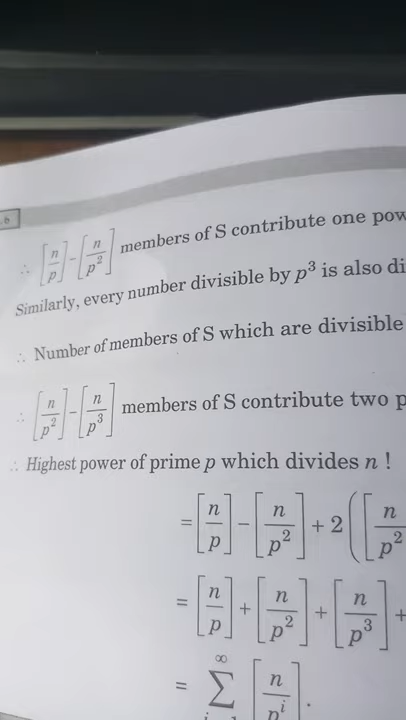 .6
∴ [n/p] − [n/p²] members of S contribute one pow
Similarly, every number divisible by p³ is also di
∴ Number of members of S which are divisible
∴ [n/p²] − [n/p³] members of S contribute two p
∴ Highest power of prime p which divides n !
= [n/p] − [n/p²] + 2([n/p²
= [n/p] + [n/p²] + [n/p³] +
= ∑ ∞ [n/pⁱ].